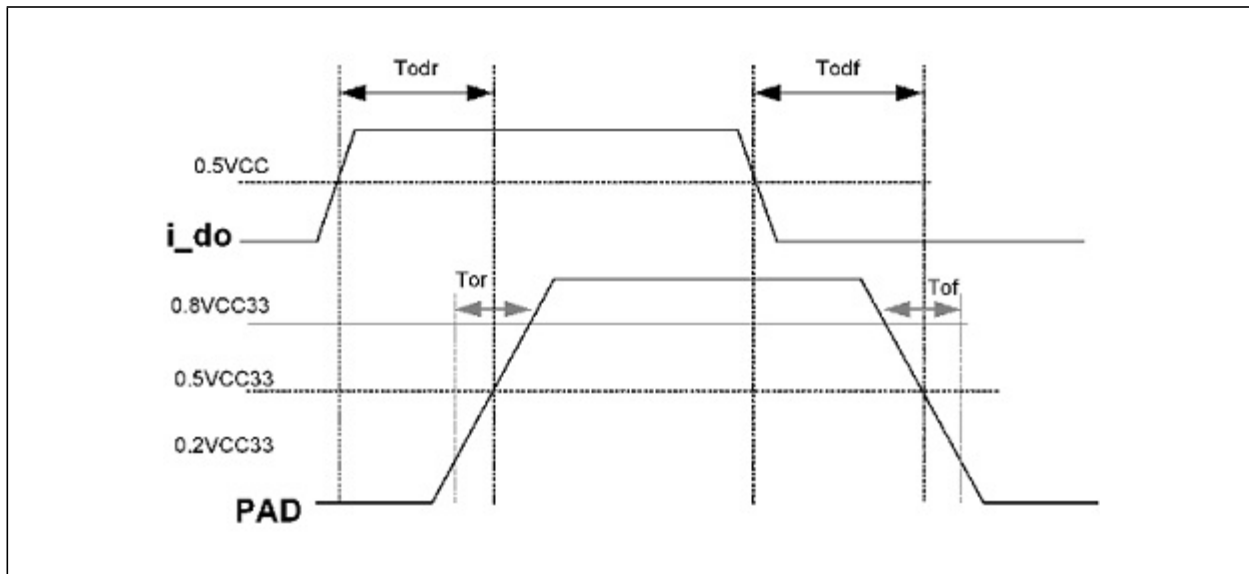 Todr
Todf
0.5VCC
i_do
Tor
Tof
0.8VCC33
0.5VCC33
0.2VCC33
PAD